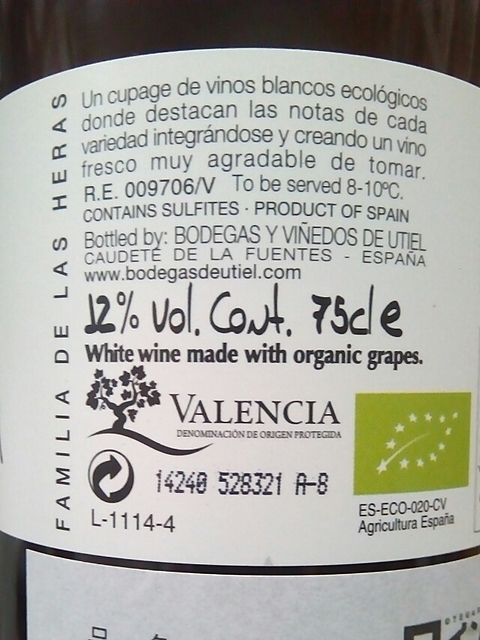 FAMILIA DE LAS HERAS
Un cupage de vinos blancos ecológicos
donde destacan las notas de cada
variedad integrándose y creando un vino
fresco muy agradable de tomar.
R.E. 009706/V To be served 8-10ºC.
CONTAINS SULFITES · PRODUCT OF SPAIN
Bottled by: BODEGAS Y VIÑEDOS DE UTIEL
CAUDETE DE LA FUENTES - ESPAÑA
www.bodegasdeutiel.com
12% Vol. Cont. 75cl e
White wine made with organic grapes.
VALENCIA
DENOMINACIÓN DE ORIGEN PROTEGIDA
14240 528321 A-8
L-1114-4
ES-ECO-020-CV
Agricultura España